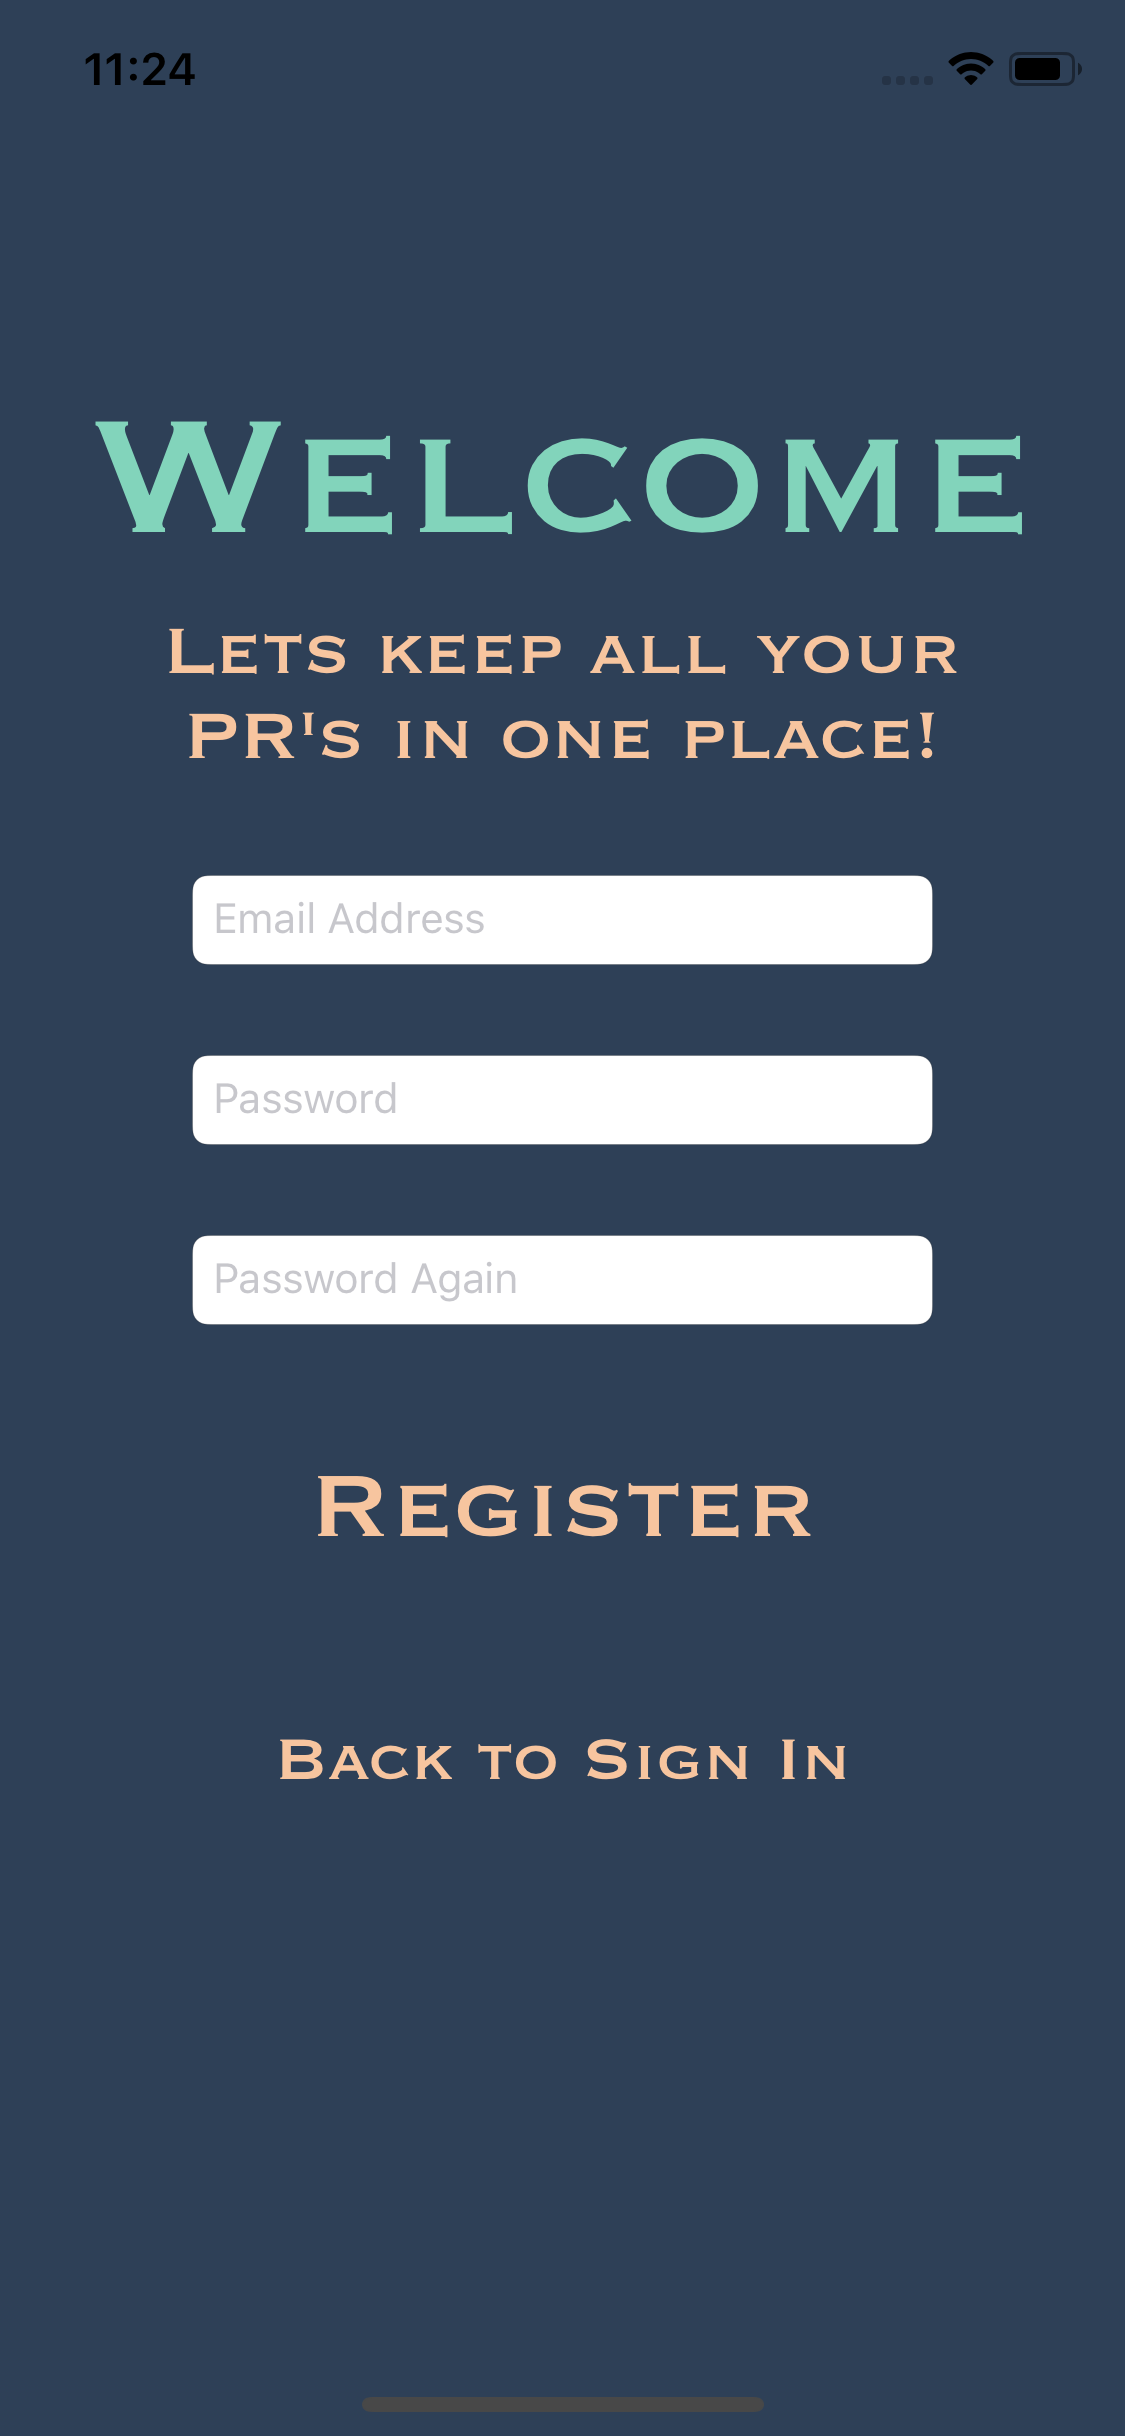 11:24
Welcome
Lets keep all your
PR's in one place!
Email Address
Password
Password Again
Register
Back to Sign In